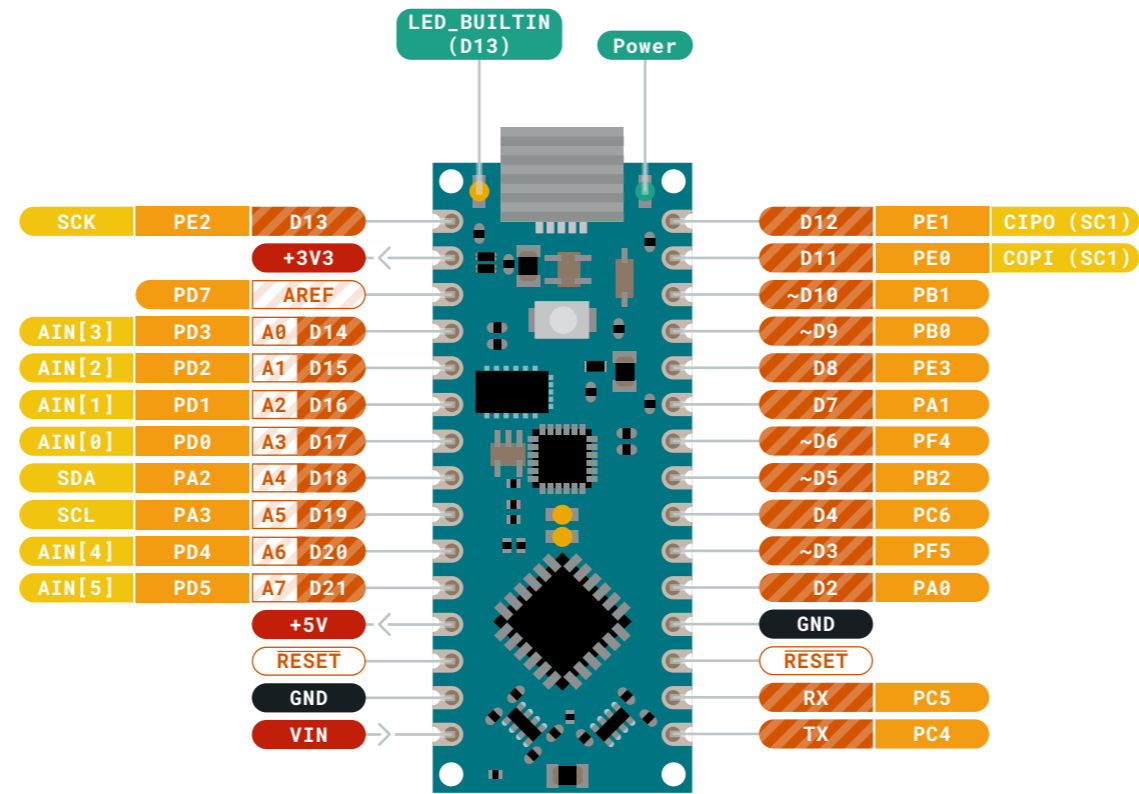 LED_BUILTIN
(D13)
Power
SCK PE2 D13
D12 PE1 CIPO (SC1)
+3V3
D11 PE0 COPI (SC1)
PD7 AREF
~D10 PB1
AIN[3] PD3 A0 D14
~D9 PB0
AIN[2] PD2 A1 D15
D8 PE3
AIN[1] PD1 A2 D16
D7 PA1
AIN[0] PD0 A3 D17
~D6 PF4
SDA PA2 A4 D18
~D5 PB2
SCL PA3 A5 D19
D4 PC6
AIN[4] PD4 A6 D20
~D3 PF5
AIN[5] PD5 A7 D21
D2 PA0
+5V
GND
RESET
RESET
GND
RX PC5
VIN
TX PC4